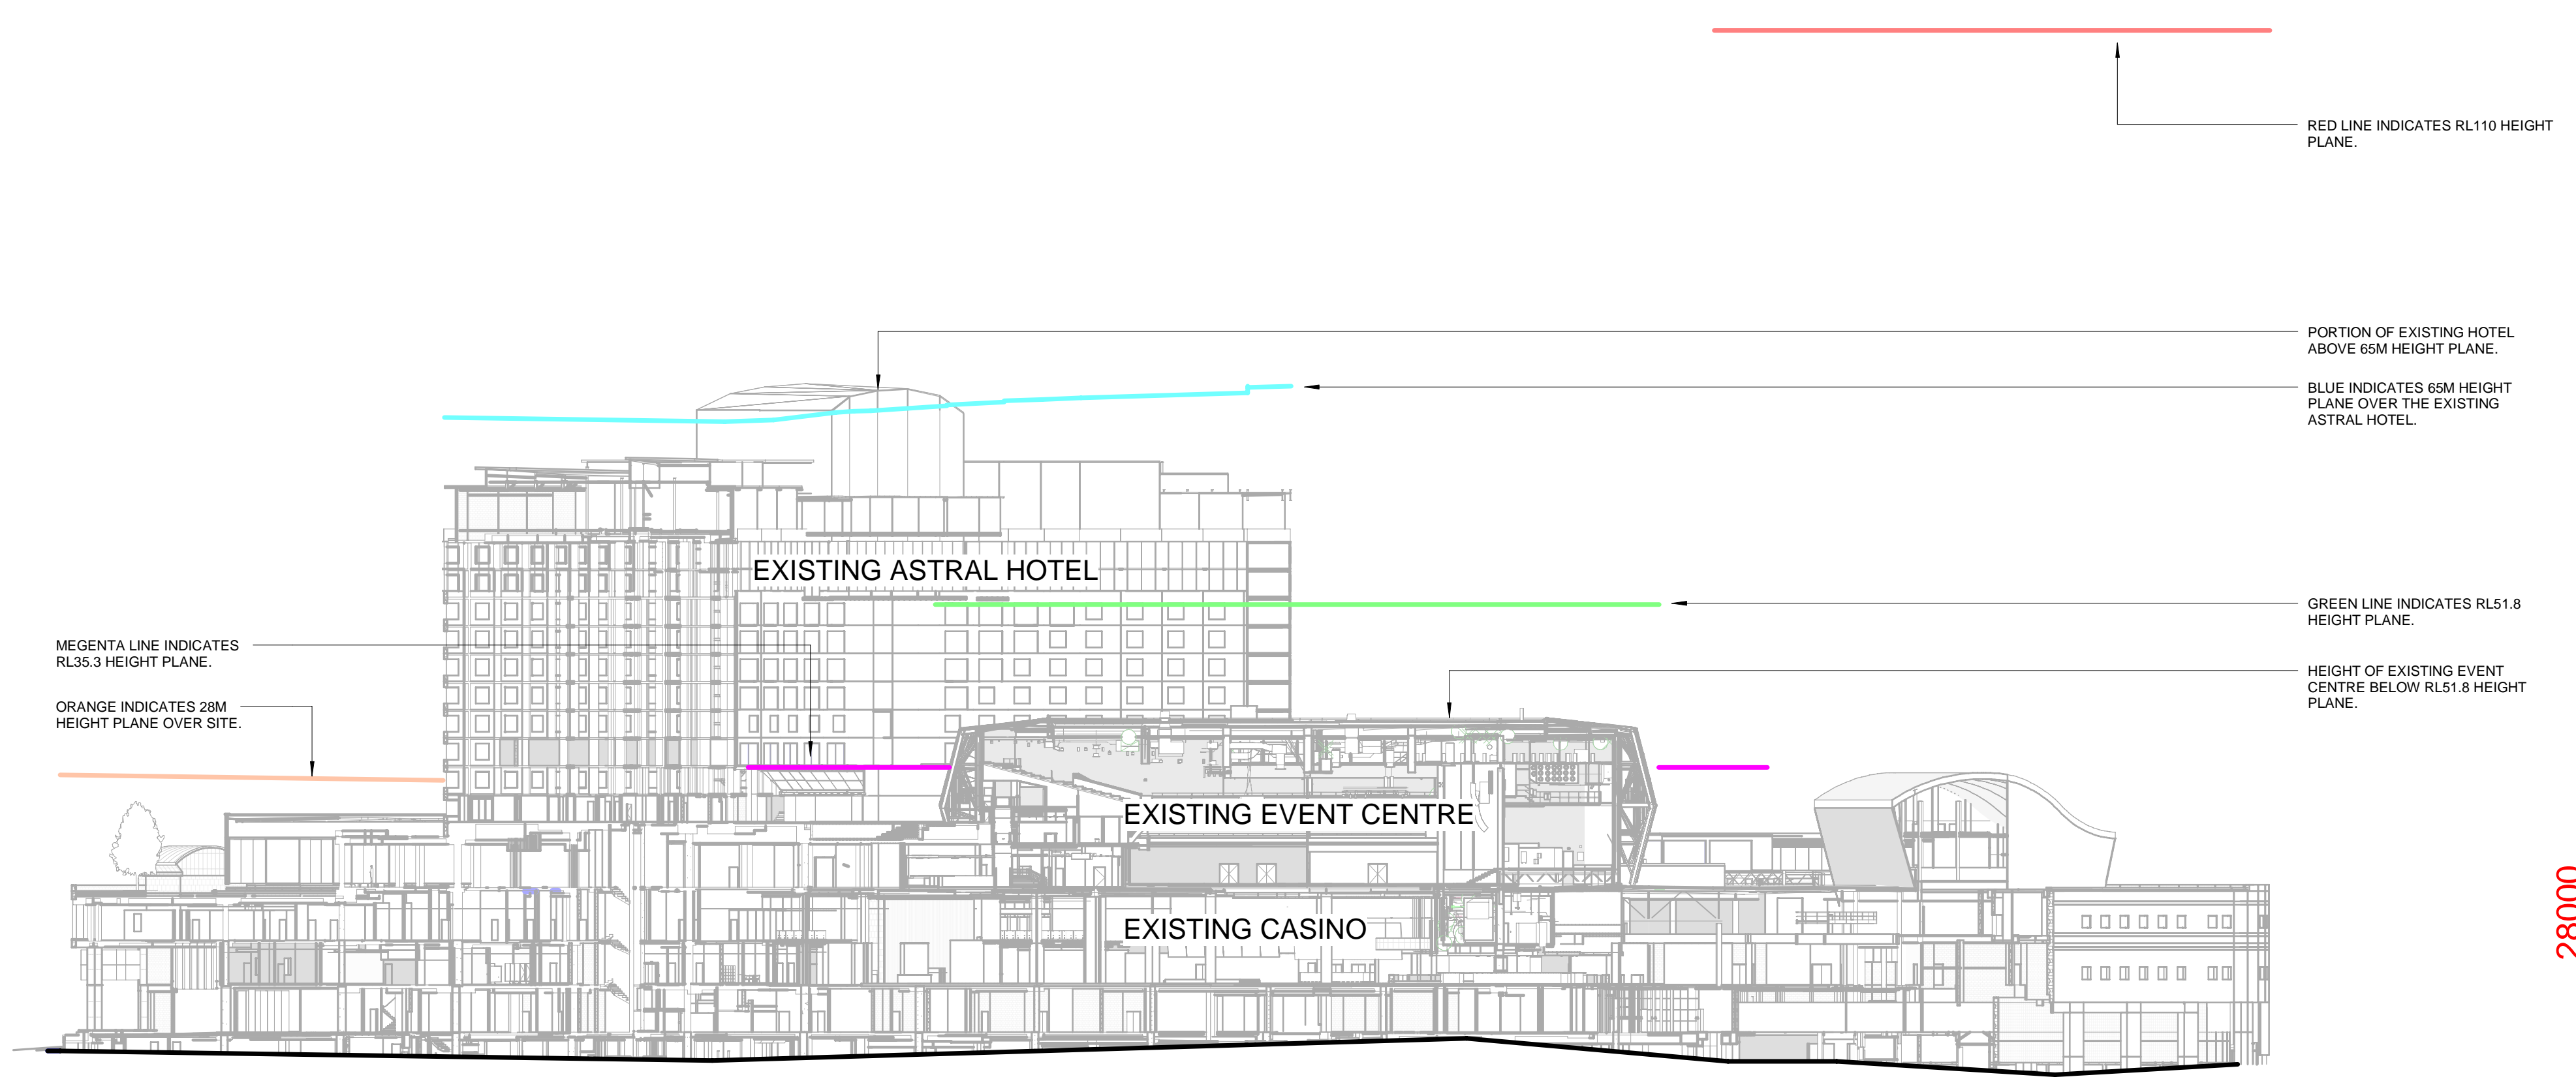 RED LINE INDICATES RL110 HEIGHT
PLANE.
PORTION OF EXISTING HOTEL
ABOVE 65M HEIGHT PLANE.
BLUE INDICATES 65M HEIGHT
PLANE OVER THE EXISTING
ASTRAL HOTEL.
EXISTING ASTRAL HOTEL
GREEN LINE INDICATES RL51.8
HEIGHT PLANE.
MEGENTA LINE INDICATES
RL35.3 HEIGHT PLANE.
HEIGHT OF EXISTING EVENT
CENTRE BELOW RL51.8 HEIGHT
PLANE.
ORANGE INDICATES 28M
HEIGHT PLANE OVER SITE.
EXISTING EVENT CENTRE
EXISTING CASINO
28000